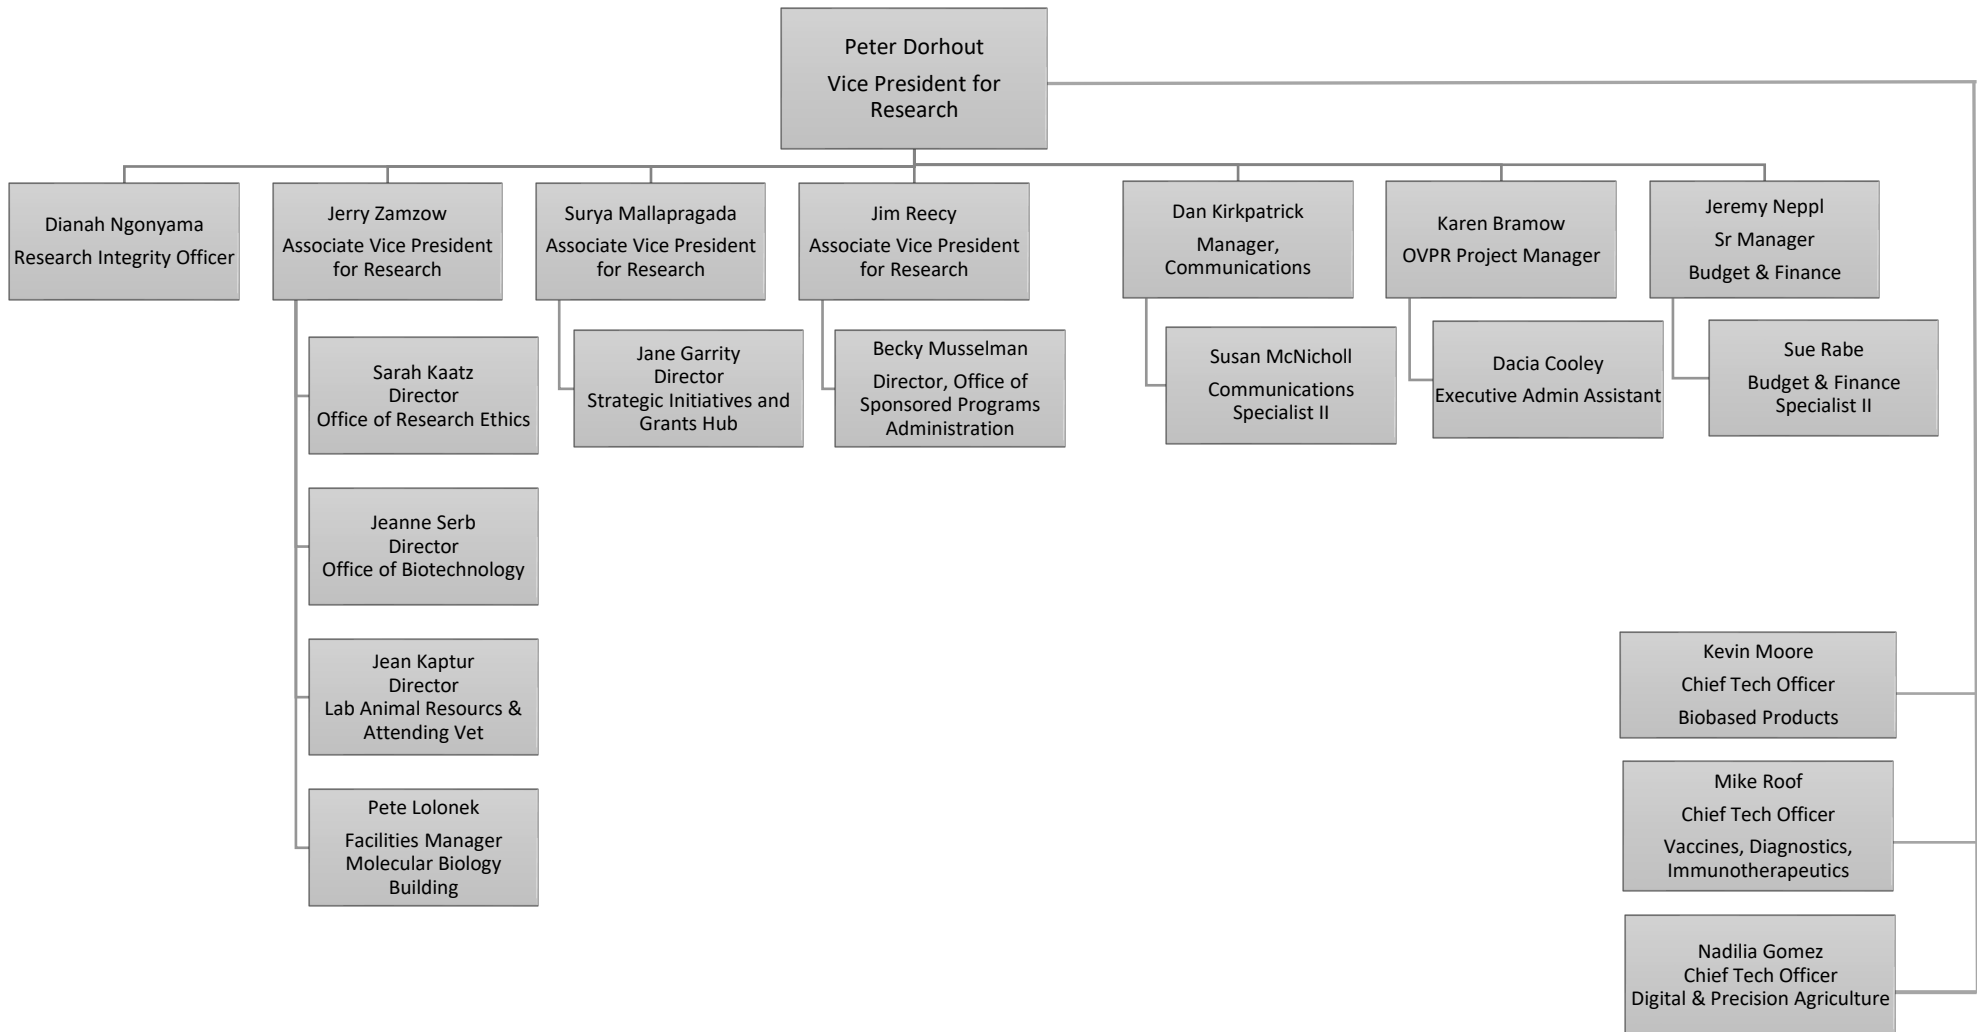 Peter Dorhout
Vice President for
Research
Dianah Ngonyama
Research Integrity Officer
Jerry Zamzow
Associate Vice President
for Research
Surya Mallapragada
Associate Vice President
for Research
Jim Reecy
Associate Vice President
for Research
Dan Kirkpatrick
Manager,
Communications
Karen Bramow
OVPR Project Manager
Jeremy Neppl
Sr Manager
Budget & Finance
Sarah Kaatz
Director
Office of Research Ethics
Jane Garrity
Director
Strategic Initiatives and
Grants Hub
Becky Musselman
Director, Office of
Sponsored Programs
Administration
Susan McNicholl
Communications
Specialist II
Dacia Cooley
Executive Admin Assistant
Sue Rabe
Budget & Finance
Specialist II
Jeanne Serb
Director
Office of Biotechnology
Jean Kaptur
Director
Lab Animal Resourcs &
Attending Vet
Pete Lolonek
Facilities Manager
Molecular Biology
Building
Kevin Moore
Chief Tech Officer
Biobased Products
Mike Roof
Chief Tech Officer
Vaccines, Diagnostics,
Immunotherapeutics
Nadilia Gomez
Chief Tech Officer
Digital & Precision Agriculture